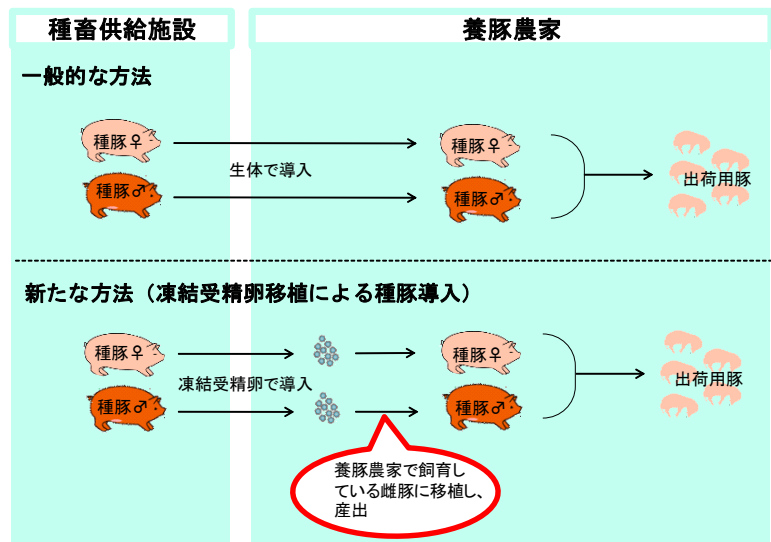 種畜供給施設
養豚農家
一般的な方法
種豚♀
種豚♀
生体で導入
出荷用豚
種豚♂
種豚♂
新たな方法（凍結受精卵移植による種豚導入）
種豚♀
種豚♀
凍結受精卵で導入
出荷用豚
種豚♂
種豚♂
養豚農家で飼育し
ている雌豚に移植し、
産出